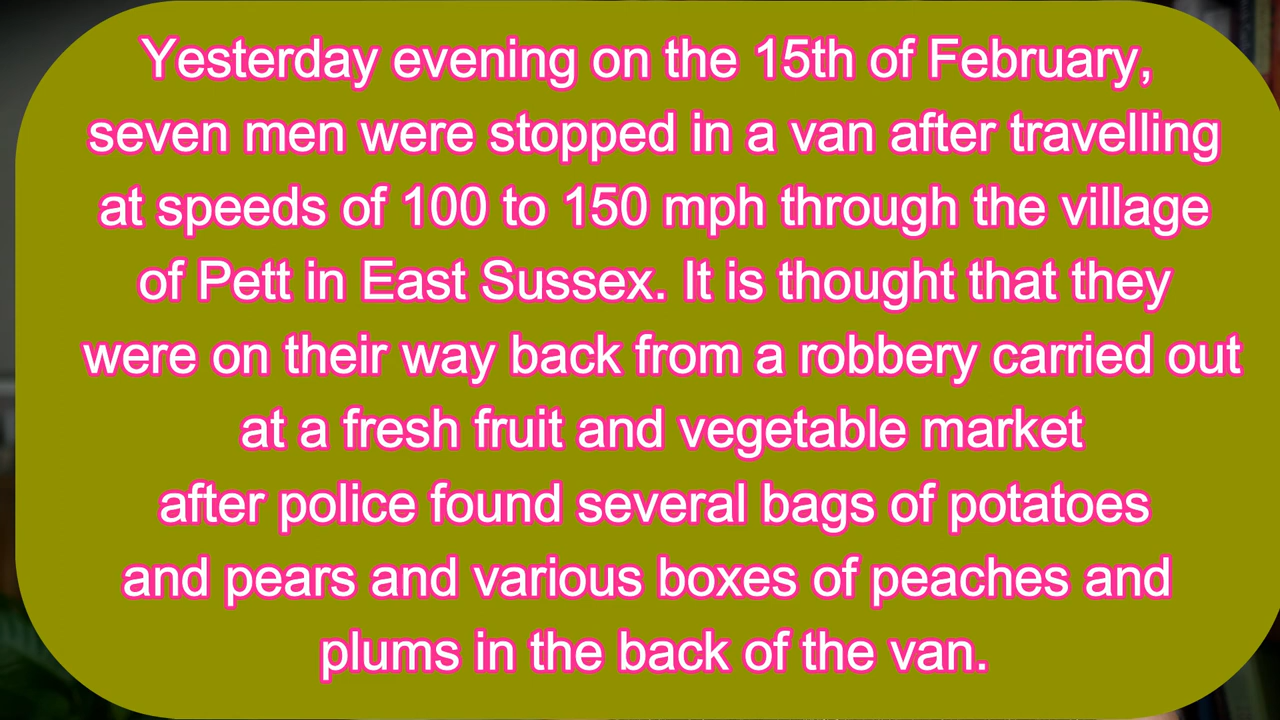 Yesterday evening on the 15th of February,
seven men were stopped in a van after travelling
at speeds of 100 to 150 mph through the village
of Pett in East Sussex. It is thought that they
were on their way back from a robbery carried out
at a fresh fruit and vegetable market
after police found several bags of potatoes
and pears and various boxes of peaches and
plums in the back of the van.